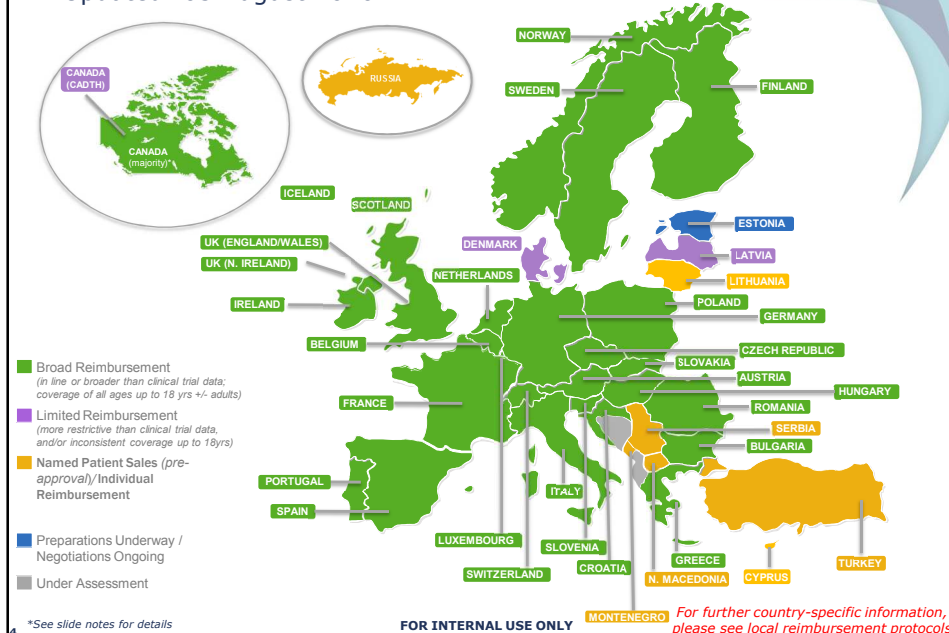 CANADA
(CADTH)
CANADA
(majority)*
RUSSIA
NORWAY
SWEDEN
FINLAND
ICELAND
SCOTLAND
UK (ENGLAND/WALES)
UK (N. IRELAND)
IRELAND
DENMARK
NETHERLANDS
ESTONIA
LATVIA
LITHUANIA
POLAND
GERMANY
BELGIUM
CZECH REPUBLIC
SLOVAKIA
AUSTRIA
HUNGARY
FRANCE
ROMANIA
SERBIA
BULGARIA
PORTUGAL
SPAIN
ITALY
LUXEMBOURG
SWITZERLAND
SLOVENIA
CROATIA
GREECE
N. MACEDONIA
CYPRUS
TURKEY
MONTENEGRO
Broad Reimbursement
(in line or broader than clinical trial data;
coverage of all ages up to 18 yrs +/- adults)
Limited Reimbursement
(more restrictive than clinical trial data,
and/or inconsistent coverage up to 18yrs)
Named Patient Sales (pre-
approval)/Individual
Reimbursement
Preparations Underway /
Negotiations Ongoing
Under Assessment
*See slide notes for details
FOR INTERNAL USE ONLY
For further country-specific information,
please see local reimbursement protocols